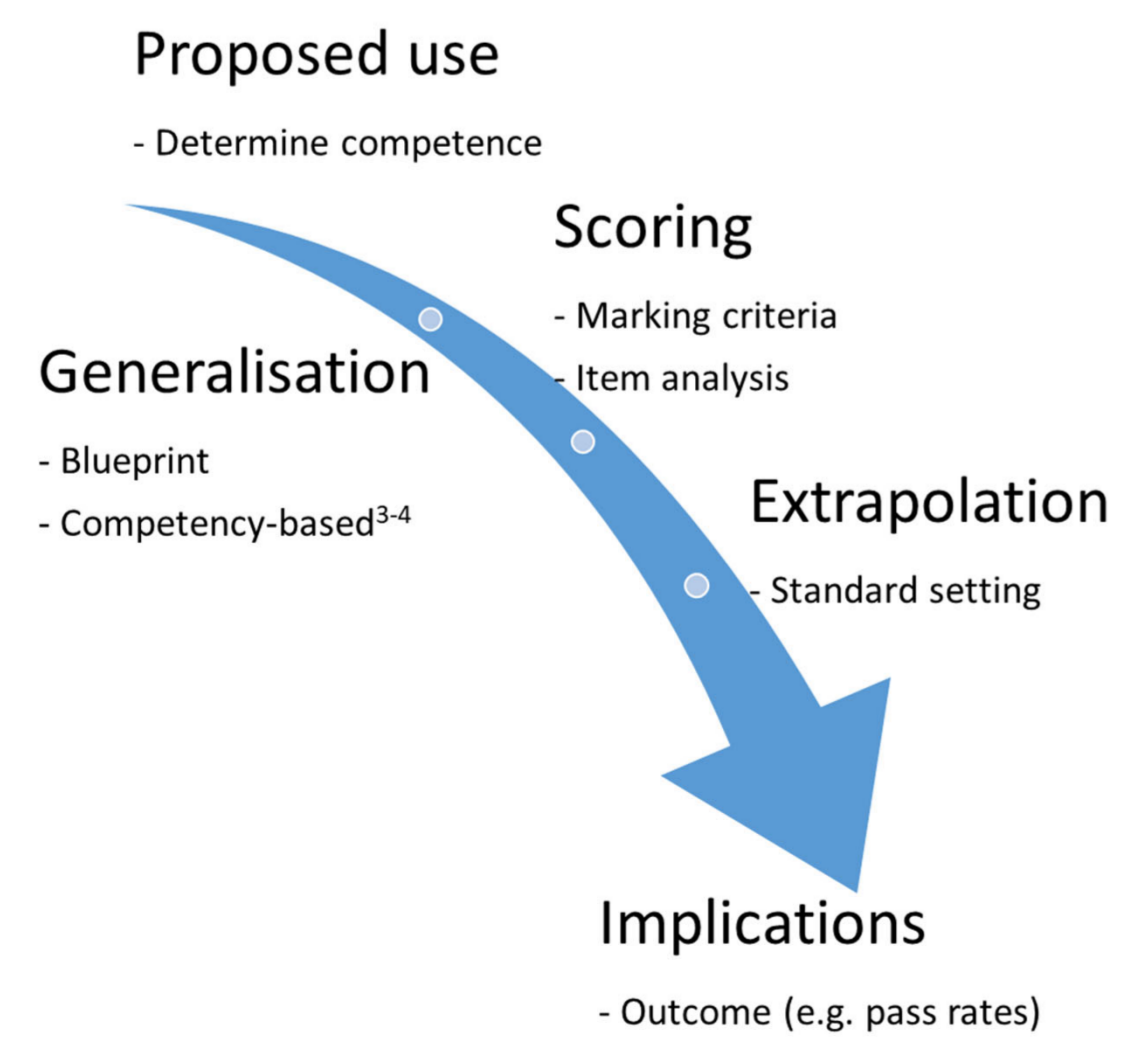 Proposed use
- Determine competence
Scoring
- Marking criteria
- Item analysis
Generalisation
- Blueprint
- Competency-based³⁻⁴
Extrapolation
- Standard setting
Implications
- Outcome (e.g. pass rates)